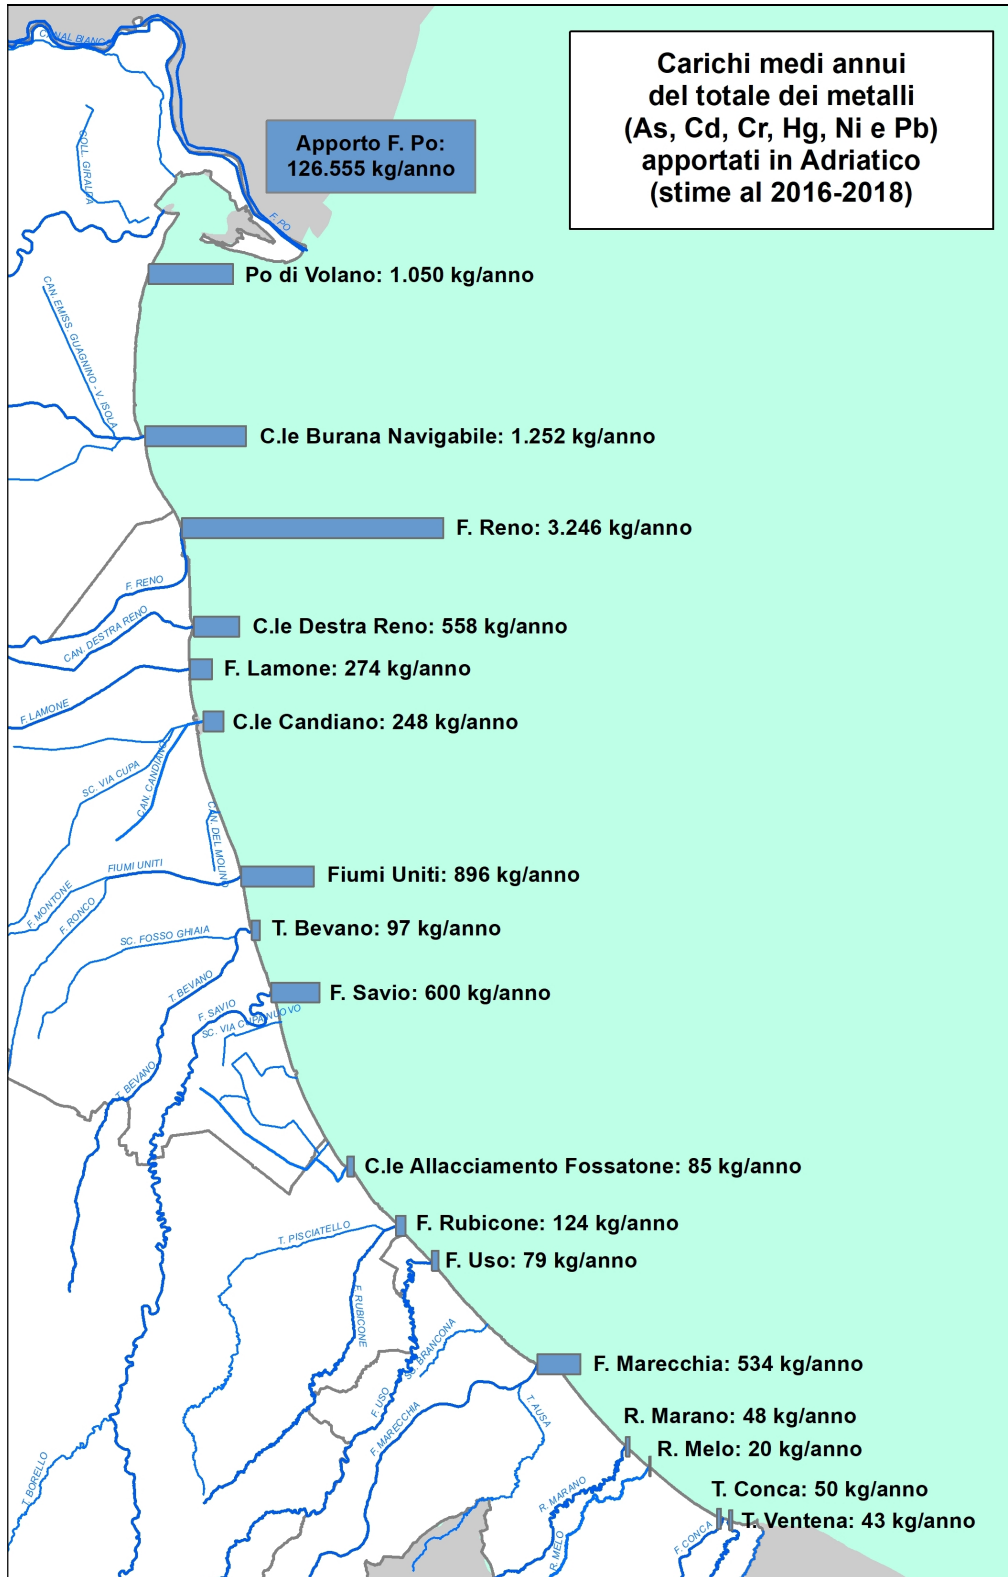 CANAL BIANCO
Carichi medi annui
del totale dei metalli
(As, Cd, Cr, Hg, Ni e Pb)
apportati in Adriatico
(stime al 2016-2018)
Apporto F. Po:
126.555 kg/anno
COLL. GIRALDA
F. PO
Po di Volano: 1.050 kg/anno
CAN. EMISS. GUAGNINO - V. ISOLA
C.le Burana Navigabile: 1.252 kg/anno
F. Reno: 3.246 kg/anno
F. RENO
CAN. DESTRA RENO
C.le Destra Reno: 558 kg/anno
F. Lamone: 274 kg/anno
F. LAMONE
C.le Candiano: 248 kg/anno
SC. VIA CUPA
CAN. CANDIANO
CAN. DEL MOLINO
FIUMI UNITI
Fiumi Uniti: 896 kg/anno
F. MONTONE
F. RONCO
T. Bevano: 97 kg/anno
SC. FOSSO GHIAIA
T. BEVANO
F. Savio: 600 kg/anno
F. SAVIO
SC. VIA CUPA NUOVO
T. BEVANO
C.le Allacciamento Fossatone: 85 kg/anno
F. Rubicone: 124 kg/anno
T. PISCIATELLO
F. Uso: 79 kg/anno
F. RUBICONE
SC. BRANCONA
F. Marecchia: 534 kg/anno
F. USO
F. MARECCHIA
T. AUSA
R. Marano: 48 kg/anno
R. Melo: 20 kg/anno
T. BORELLO
R. MARANO
T. Conca: 50 kg/anno
T. Ventena: 43 kg/anno
F. CONCA
R. MELO